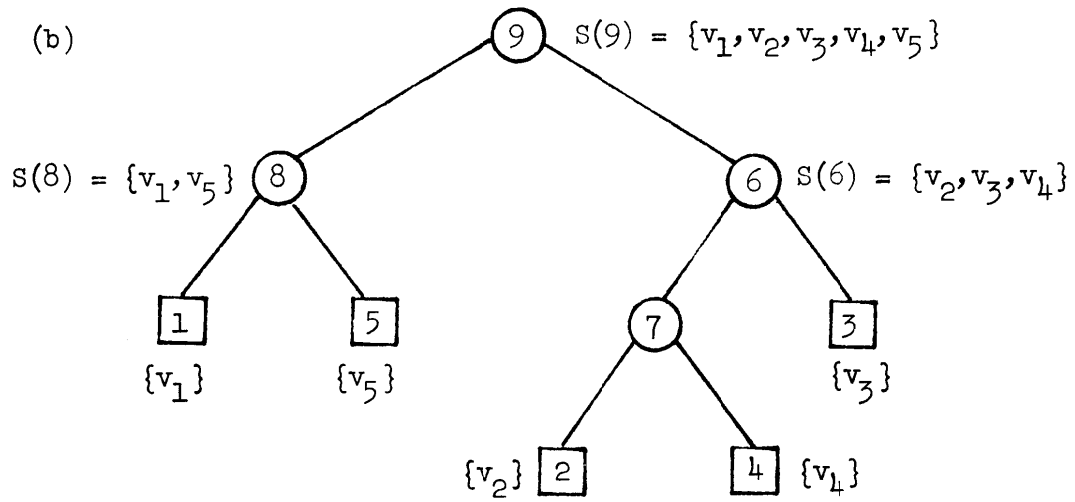 (b)
9 S(9) = {v₁,v₂,v₃,v₄,v₅}
S(8) = {v₁,v₅} 8
6 S(6) = {v₂,v₃,v₄}
1 5 7 3
{v₁} {v₅} {v₃}
{v₂} 2 4 {v₄}